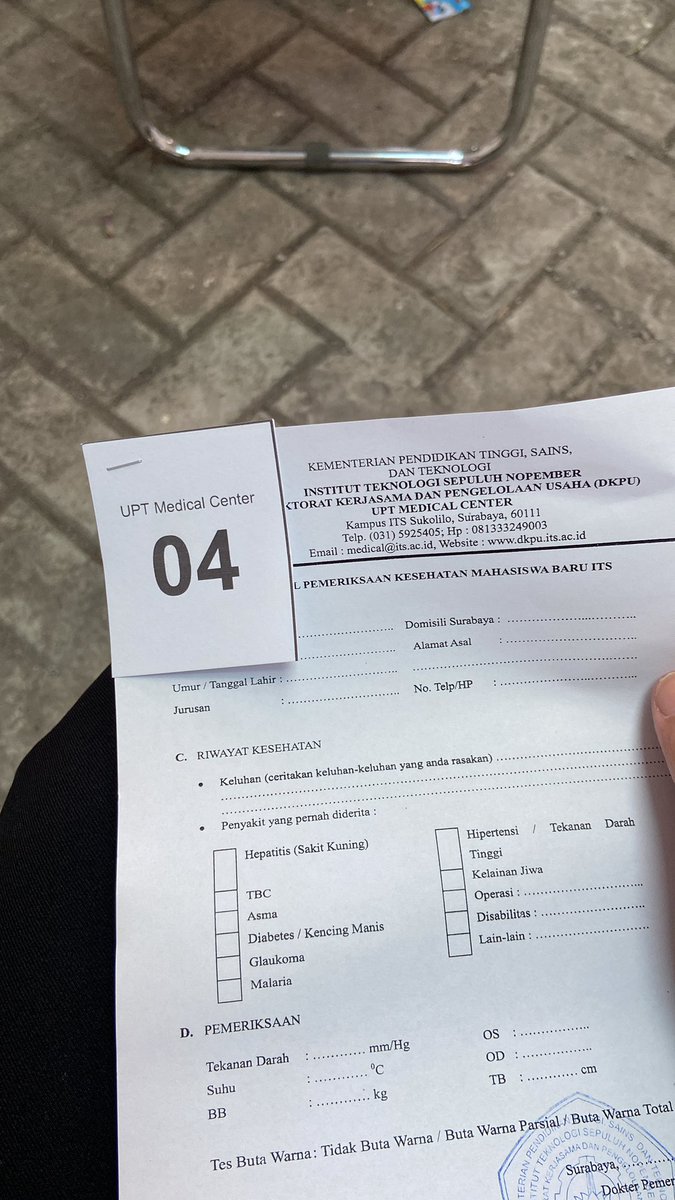 UPT Medical Center
04
KEMENTERIAN PENDIDIKAN TINGGI, SAINS,
DAN TEKNOLOGI
INSTITUT TEKNOLOGI SEPULUH NOPEMBER
KTORAT KERJASAMA DAN PENGELOLAAN USAHA (DKPU)
UPT MEDICAL CENTER
Kampus ITS Sukolilo, Surabaya, 60111
Telp. (031) 5925405; Hp : 081333249003
Email : medical@its.ac.id, Website : www.dkpu.its.ac.id
L PEMERIKSAAN KESEHATAN MAHASISWA BARU ITS
Domisili Surabaya : ..............................
Alamat Asal : ..............................
Umur / Tanggal Lahir : ..............................
Jurusan : ..............................
No. Telp/HP : ..............................
C. RIWAYAT KESEHATAN
• Keluhan (ceritakan keluhan-keluhan yang anda rasakan) ..............................
• Penyakit yang pernah diderita :
Hepatitis (Sakit Kuning)
TBC
Asma
Diabetes / Kencing Manis
Glaukoma
Malaria
Hipertensi / Tekanan Darah
Tinggi
Kelainan Jiwa
Operasi : ..............................
Disabilitas : ..............................
Lain-lain : ..............................
D. PEMERIKSAAN
Tekanan Darah : ............ mm/Hg
Suhu : ............ ⁰C
BB : ............ kg
OS : .................
OD : .................
TB : ............ cm
Tes Buta Warna : Tidak Buta Warna / Buta Warna Parsial / Buta Warna Total
Surabaya, ............
Dokter Pemer